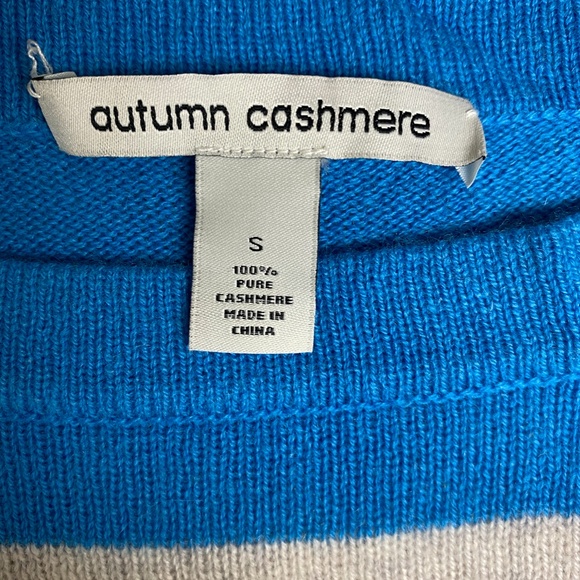 autumn cashmere
S
100%
PURE
CASHMERE
MADE IN
CHINA